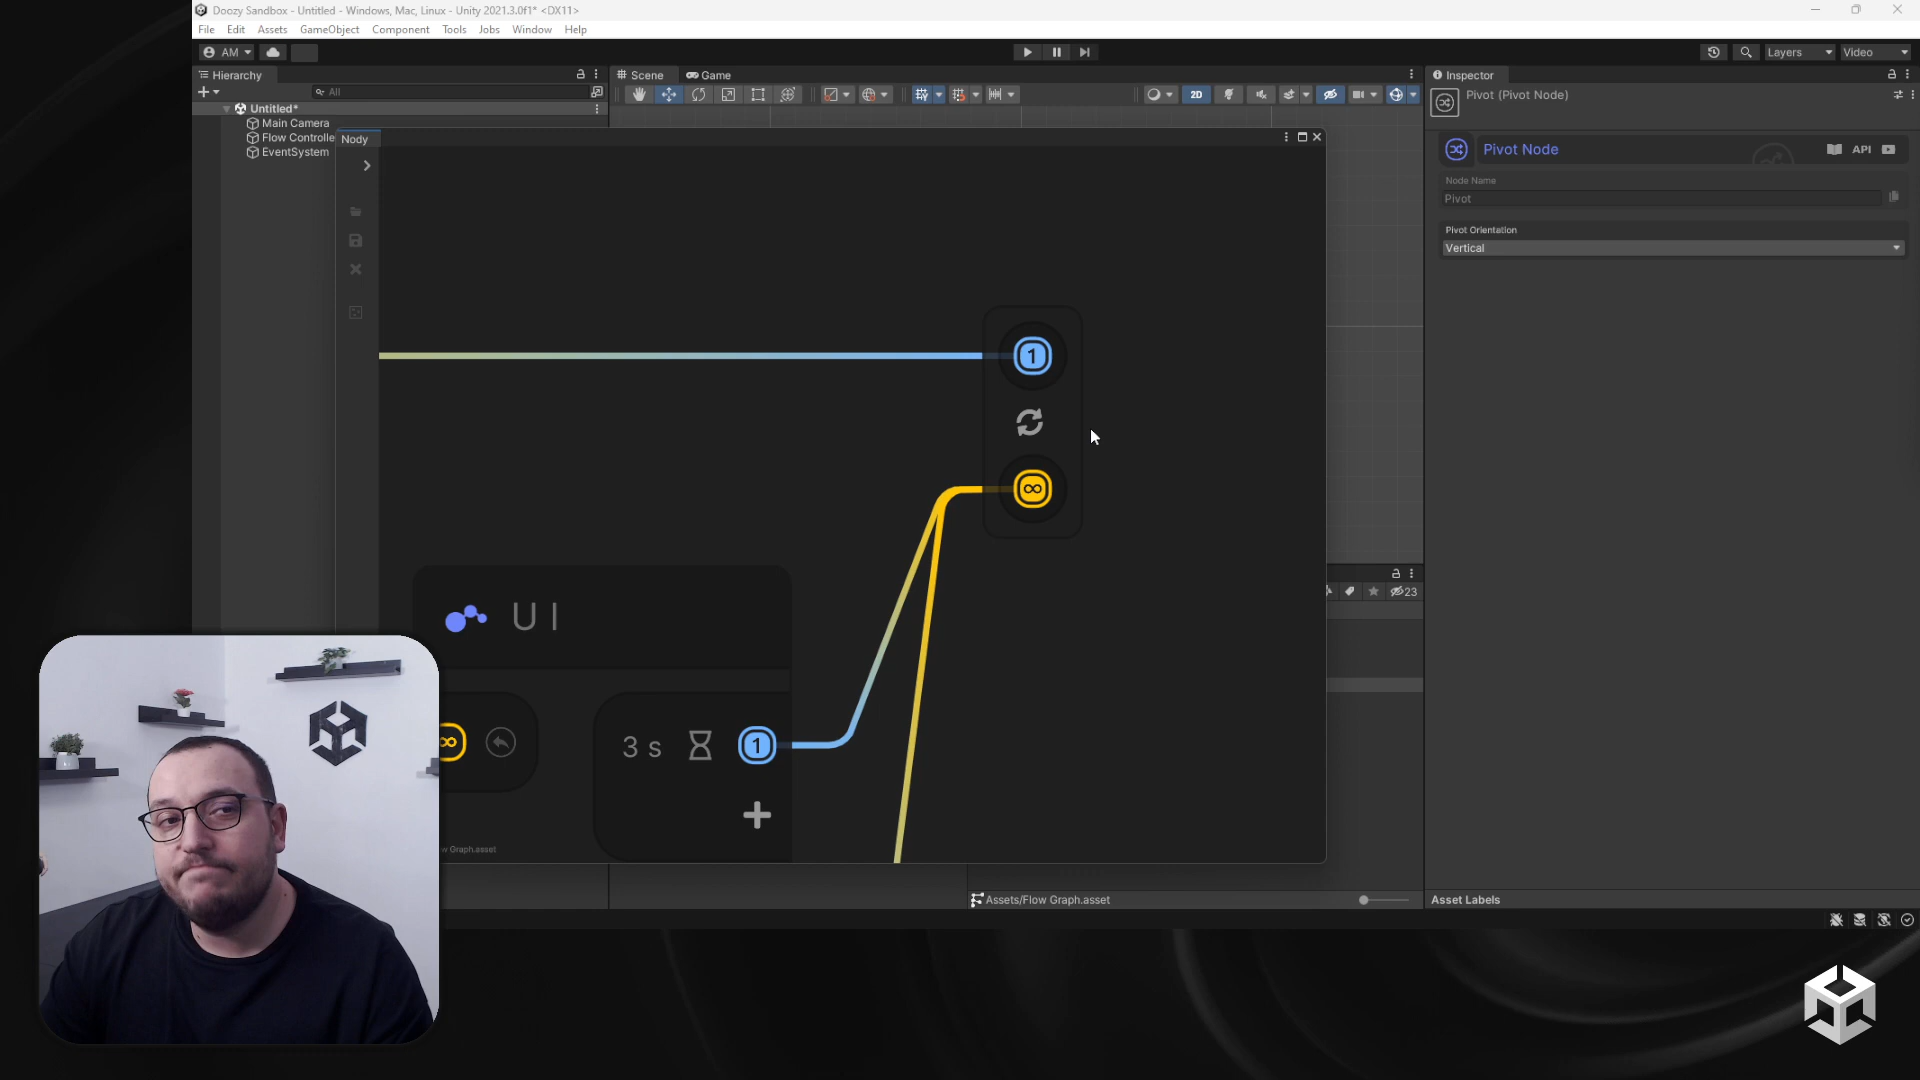 Doozy Sandbox - Untitled - Windows, Mac, Linux - Unity 2021.3.0f1* <DX11>
File Edit Assets GameObject Component Tools Jobs Window Help
AM
Layers
Video
Hierarchy
Scene
Game
Inspector
All
2D
Pivot (Pivot Node)
Untitled*
Main Camera
Flow Controlle
EventSystem
Nody
Pivot Node
API
Node Name
Pivot
Pivot Orientation
Vertical
1
∞
23
UI
∞
3 s
1
w Graph.asset
Assets/Flow Graph.asset
Asset Labels